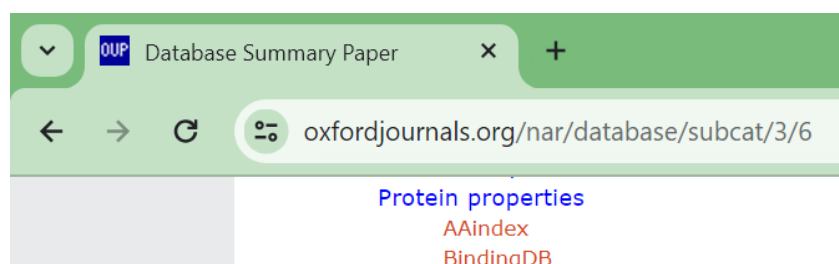 OUP Database Summary Paper
oxfordjournals.org/nar/database/subcat/3/6
Protein properties
AAindex
BindingDB